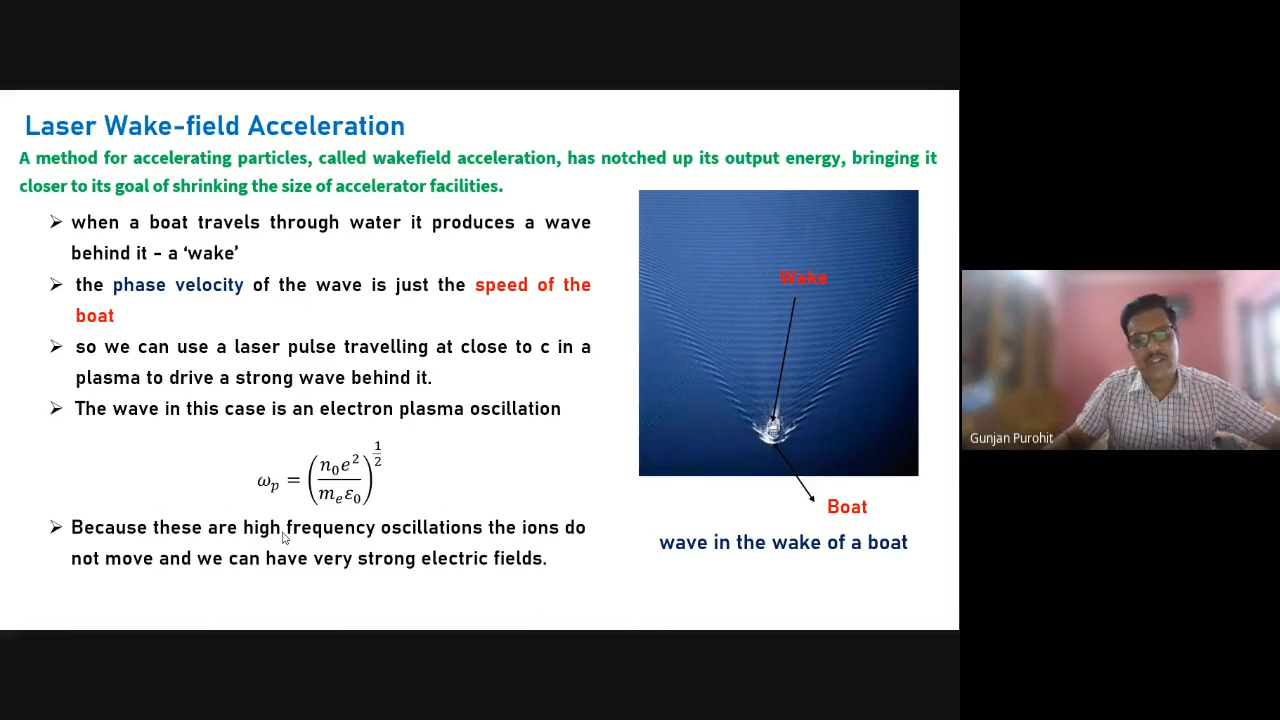 Laser Wake-field Acceleration
A method for accelerating particles, called wakefield acceleration, has notched up its output energy, bringing it
closer to its goal of shrinking the size of accelerator facilities.
➢ when a boat travels through water it produces a wave
behind it - a ‘wake’
➢ the phase velocity of the wave is just the speed of the
boat
➢ so we can use a laser pulse travelling at close to c in a
plasma to drive a strong wave behind it.
➢ The wave in this case is an electron plasma oscillation
ω_p = (n_0 e^2 / m_e ε_0)^{1/2}
➢ Because these are high frequency oscillations the ions do
not move and we can have very strong electric fields.
Wake
Boat
wave in the wake of a boat
Gunjan Purohit